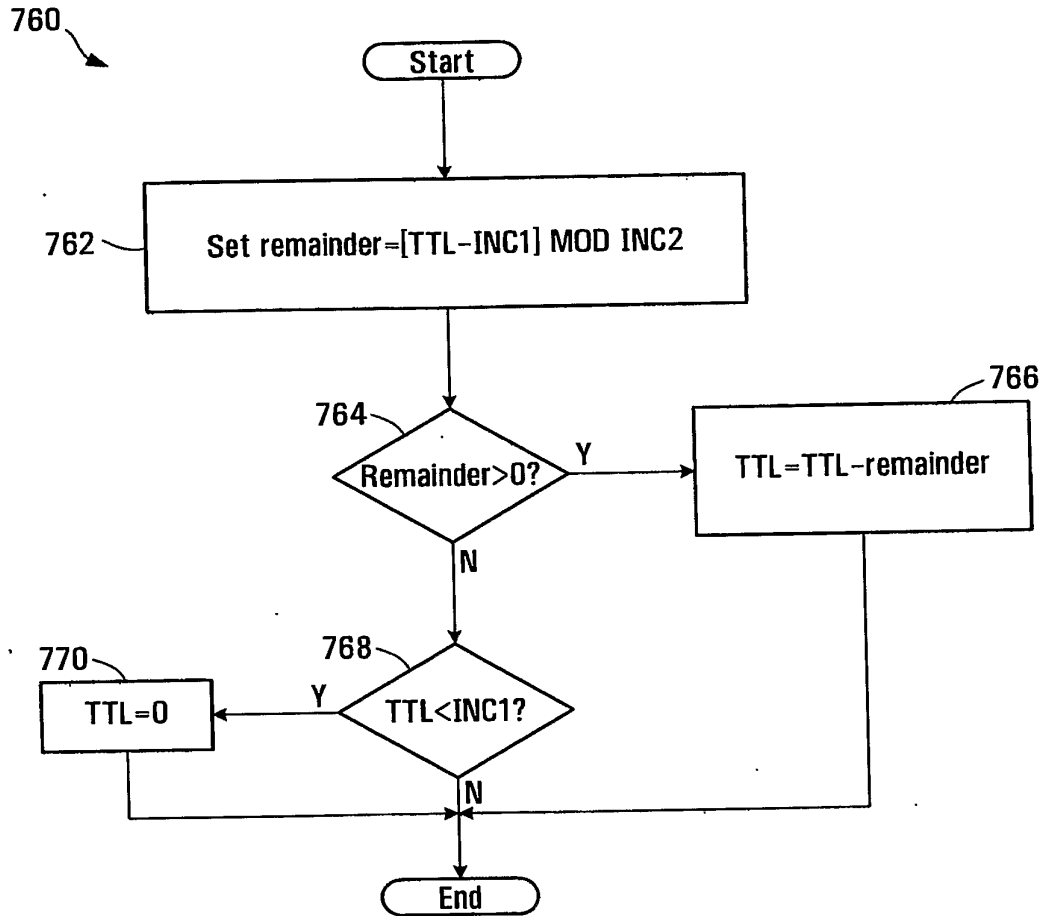 760
Start
762
Set remainder=[TTL-INC1] MOD INC2
764
Remainder>0?
Y
766
TTL=TTL-remainder
N
768
TTL<INC1?
Y
770
TTL=0
N
End